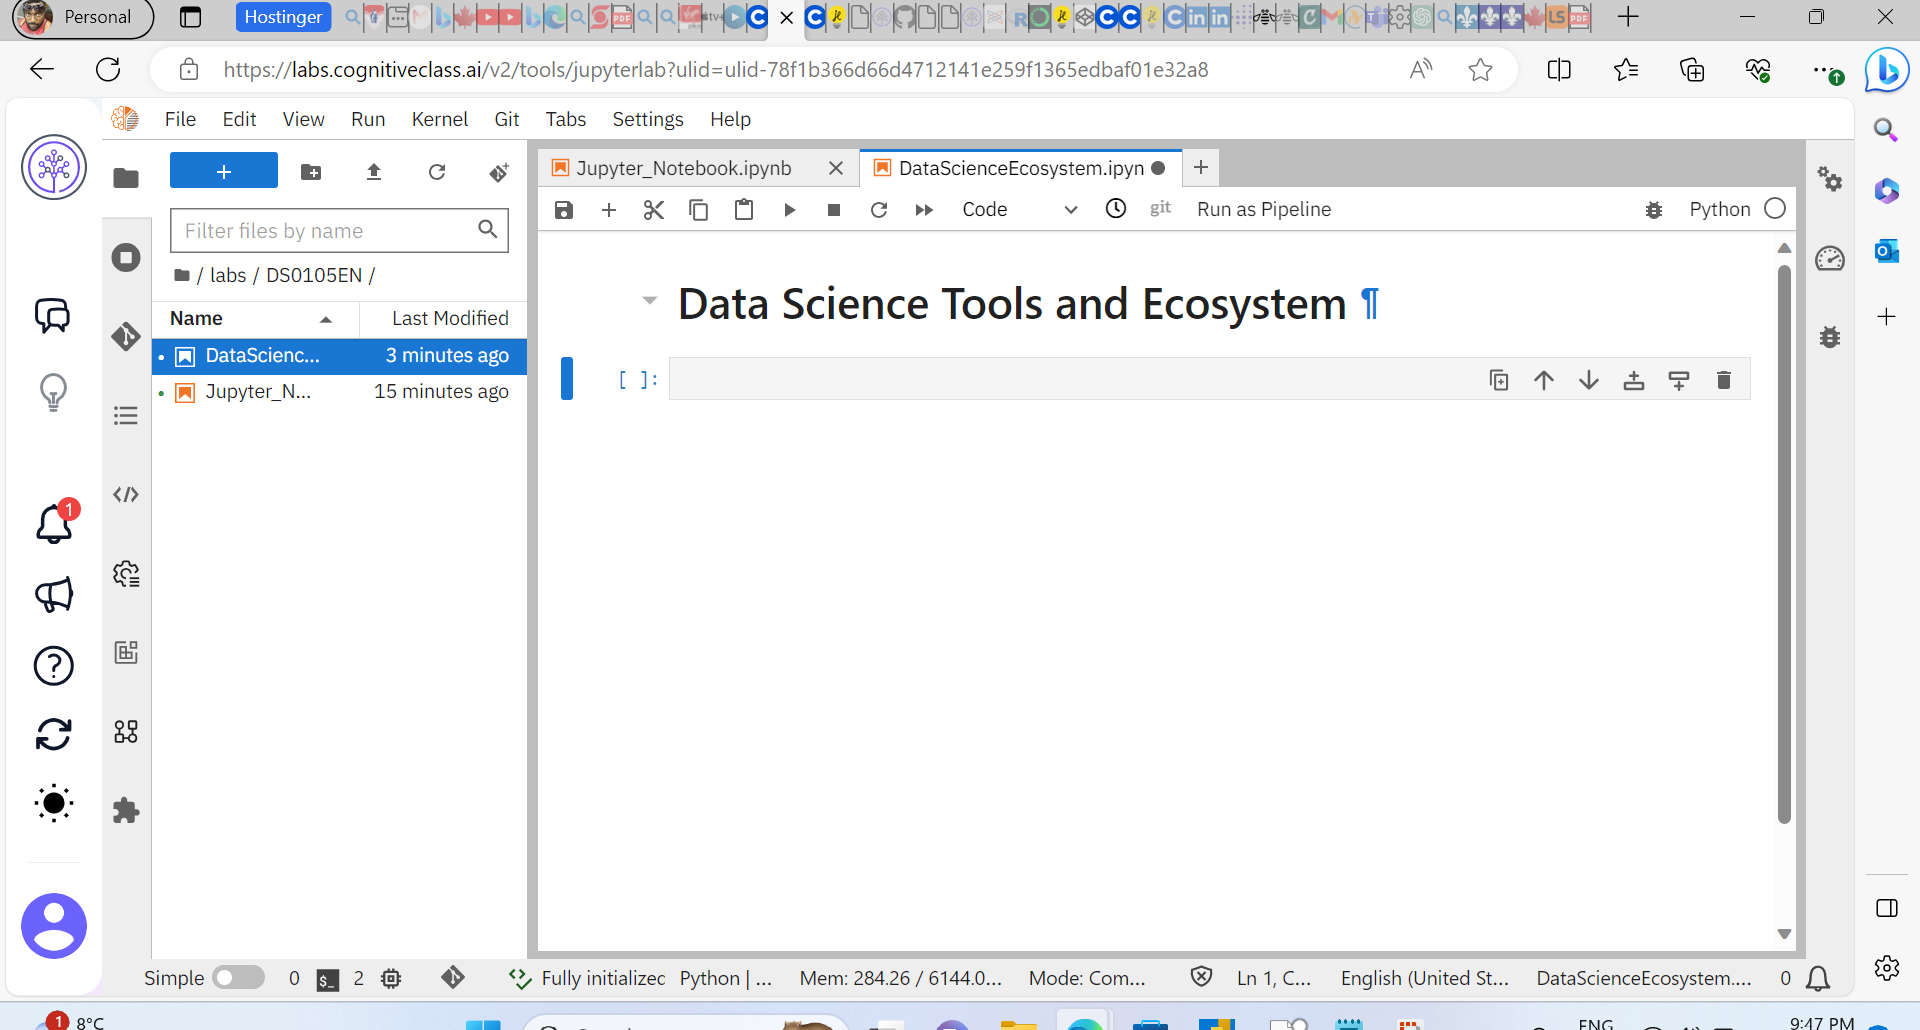 Personal
Hostinger
https://labs.cognitiveclass.ai/v2/tools/jupyterlab?ulid=ulid-78f1b366d66d4712141e259f1365edbaf01e32a8
File Edit View Run Kernel Git Tabs Settings Help
Jupyter_Notebook.ipynb
DataScienceEcosystem.ipyn
Code
git
Run as Pipeline
Python
Filter files by name
/ labs / DS0105EN /
Name Last Modified
DataScienc... 3 minutes ago
Jupyter_N... 15 minutes ago
Data Science Tools and Ecosystem ¶
[ ]:
1
Simple 0 $_ 2 Fully initialized Python | ... Mem: 284.26 / 6144.0... Mode: Com... Ln 1, C... English (United St... DataScienceEcosystem.... 0
1 8°C
ENG
9:47 PM